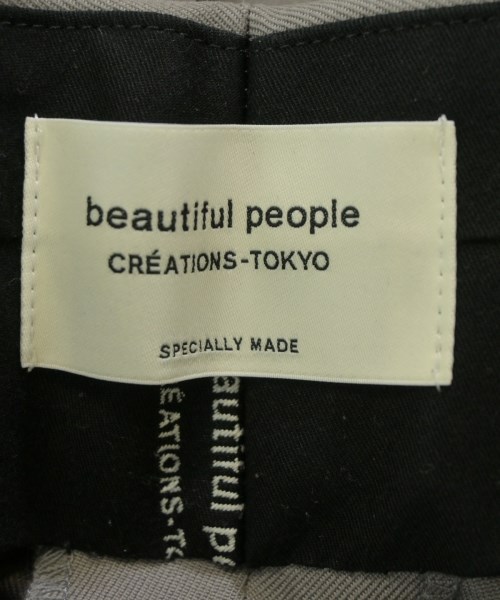 beautiful people
CRÉATIONS-TOKYO
SPECIALLY MADE